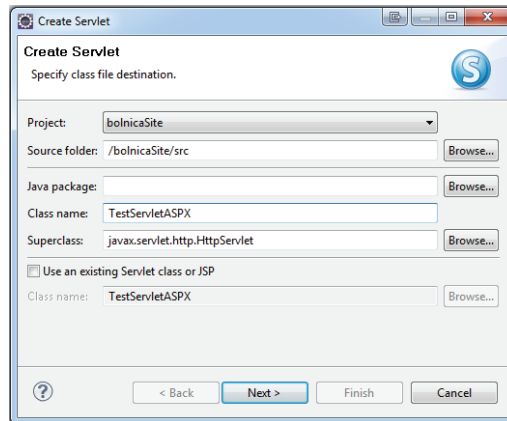 Create Servlet
Create Servlet
Specify class file destination.
S
Project: bolnicaSite
Source folder: /bolnicaSite/src Browse...
Java package: Browse...
Class name: TestServletASPX
Superclass: javax.servlet.http.HttpServlet Browse...
Use an existing Servlet class or JSP
Class name: TestServletASPX Browse...
? < Back Next > Finish Cancel